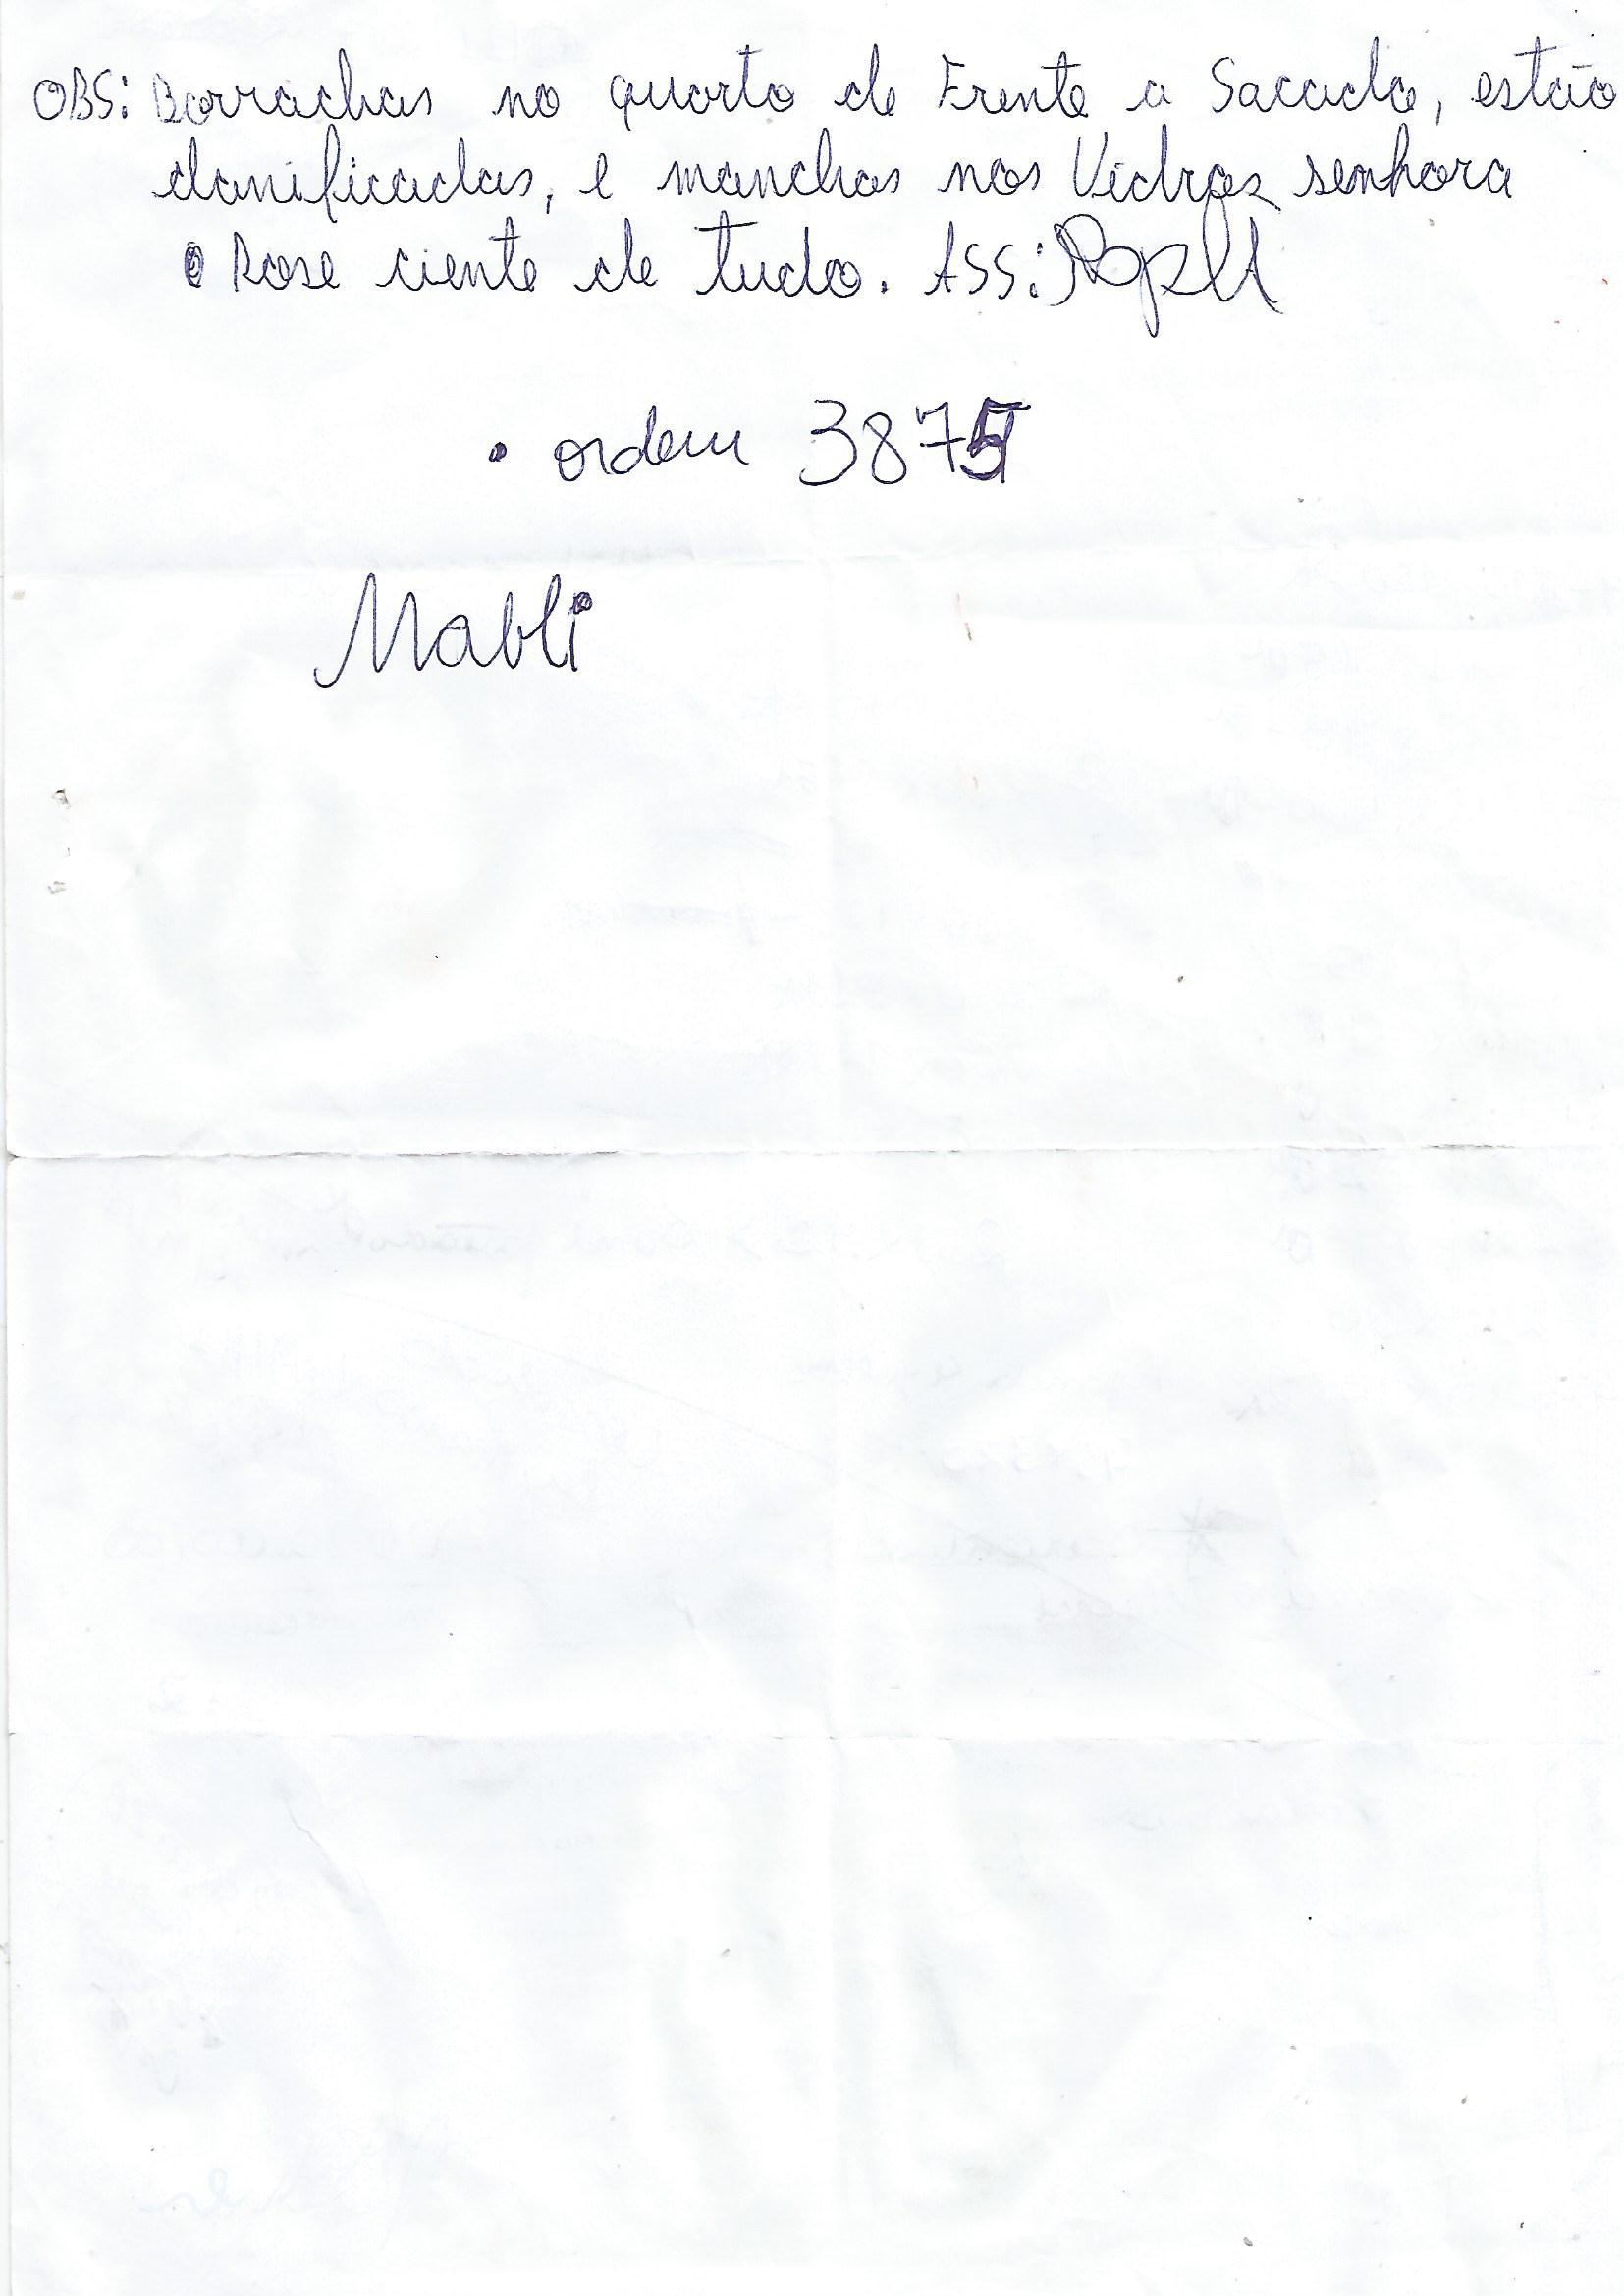 OBS: Borrachas no quarto de Frente a Sacada, estão
danificadas, e manchas nos Vidros senhora
Rose ciente de tudo. ASS:
• ordem 3875
Mabli